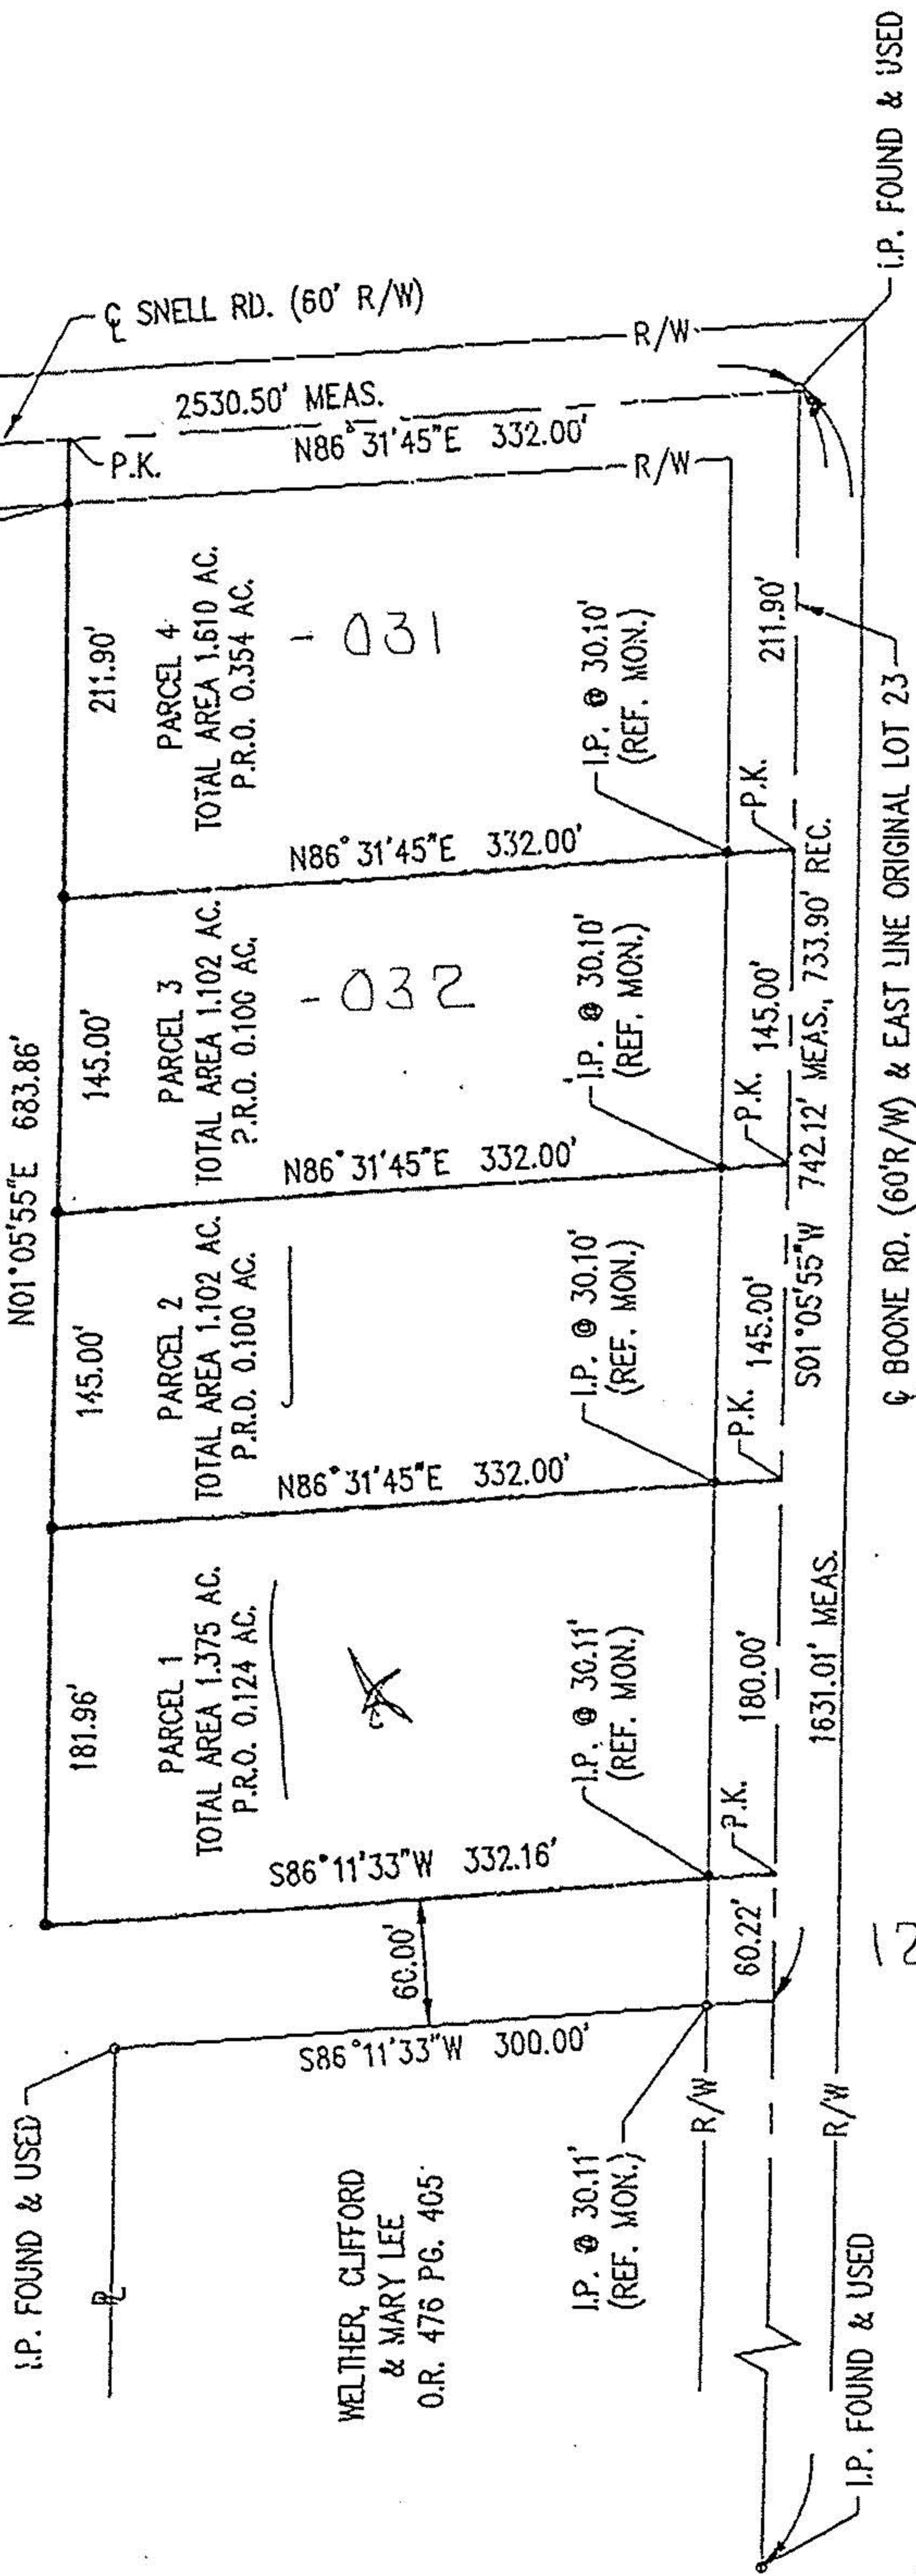 I.P. FOUND & USED
N01°05'55"E 683.86'
181.96'
145.00'
145.00'
211.90'
P.K.
℄ SNELL RD. (60' R/W)
2530.50' MEAS.
N86°31'45"E 332.00'
R/W
R/W
PARCEL 1
TOTAL AREA 1.375 AC.
P.R.O. 0.124 AC.
PARCEL 2
TOTAL AREA 1.102 AC.
P.R.O. 0.100 AC.
PARCEL 3
TOTAL AREA 1.102 AC.
P.R.O. 0.100 AC.
- 032
PARCEL 4
TOTAL AREA 1.610 AC.
P.R.O. 0.354 AC.
- 031
WELTHER, CLIFFORD
& MARY LEE
O.R. 476 PG. 405
S86°11'33"W 300.00'
60.00'
S86°11'33"W 332.16'
N86°31'45"E 332.00'
N86°31'45"E 332.00'
N86°31'45"E 332.00'
I.P. @ 30.11'
(REF. MON.)
I.P. @ 30.11'
(REF. MON.)
I.P. @ 30.10'
(REF. MON.)
I.P. @ 30.10'
(REF. MON.)
I.P. @ 30.10'
(REF. MON.)
R/W
60.22'
P.K.
180.00'
P.K.
145.00'
P.K.
145.00'
P.K.
211.90'
S01°05'55"W 742.12' MEAS., 733.90' REC.
R/W
1631.01' MEAS.
I.P. FOUND & USED
12
℄ BOONE RD. (60'R/W) & EAST LINE ORIGINAL LOT 23
I.P. FOUND & USED